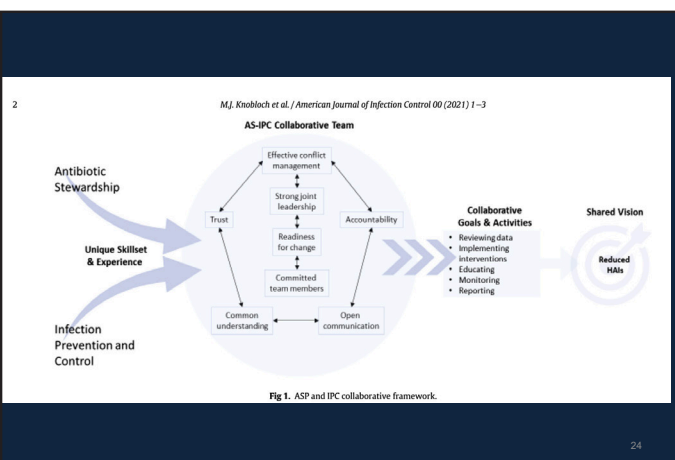 2
M.J. Knobloch et al. / American Journal of Infection Control 00 (2021) 1–3
AS-IPC Collaborative Team
Antibiotic
Stewardship
Unique Skillset
& Experience
Infection
Prevention and
Control
Effective conflict
management
Strong joint
leadership
Trust
Accountability
Readiness
for change
Committed
team members
Common
understanding
Open
communication
Collaborative
Goals & Activities
• Reviewing data
• Implementing
interventions
• Educating
• Monitoring
• Reporting
Shared Vision
Reduced
HAIs
Fig 1. ASP and IPC collaborative framework.
24